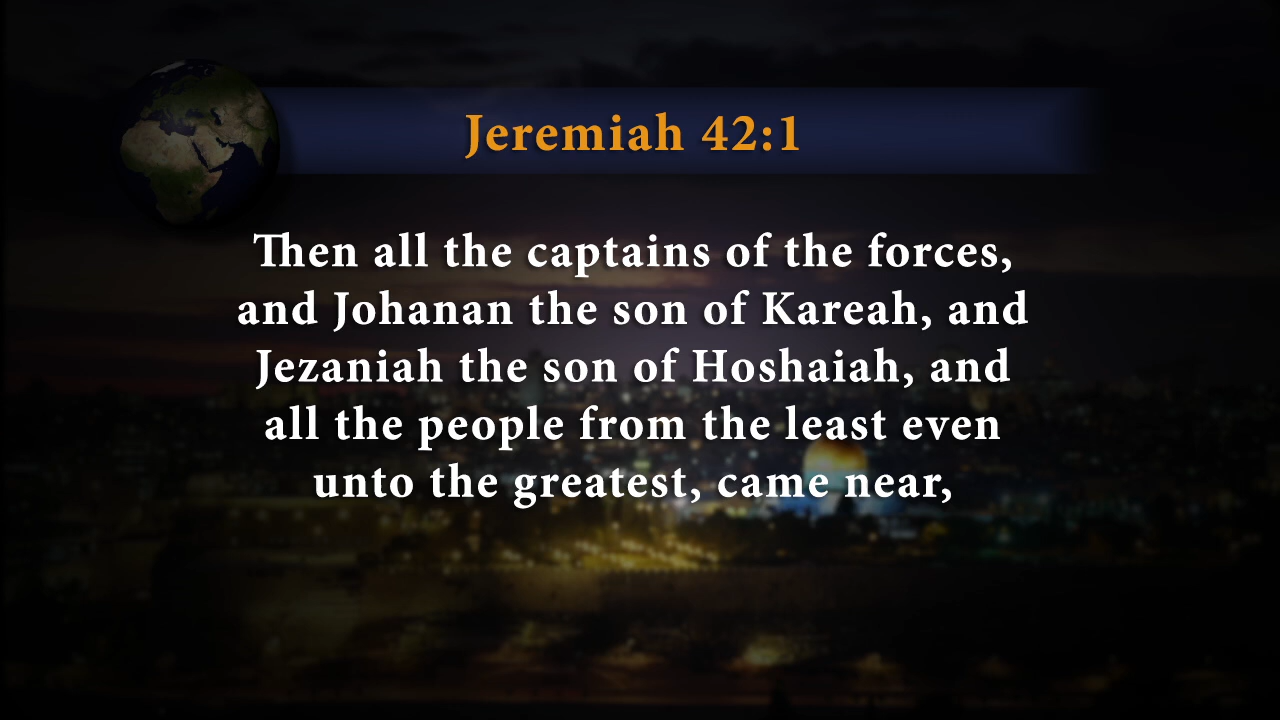 Jeremiah 42:1
Then all the captains of the forces,
and Johanan the son of Kareah, and
Jezaniah the son of Hoshaiah, and
all the people from the least even
unto the greatest, came near,